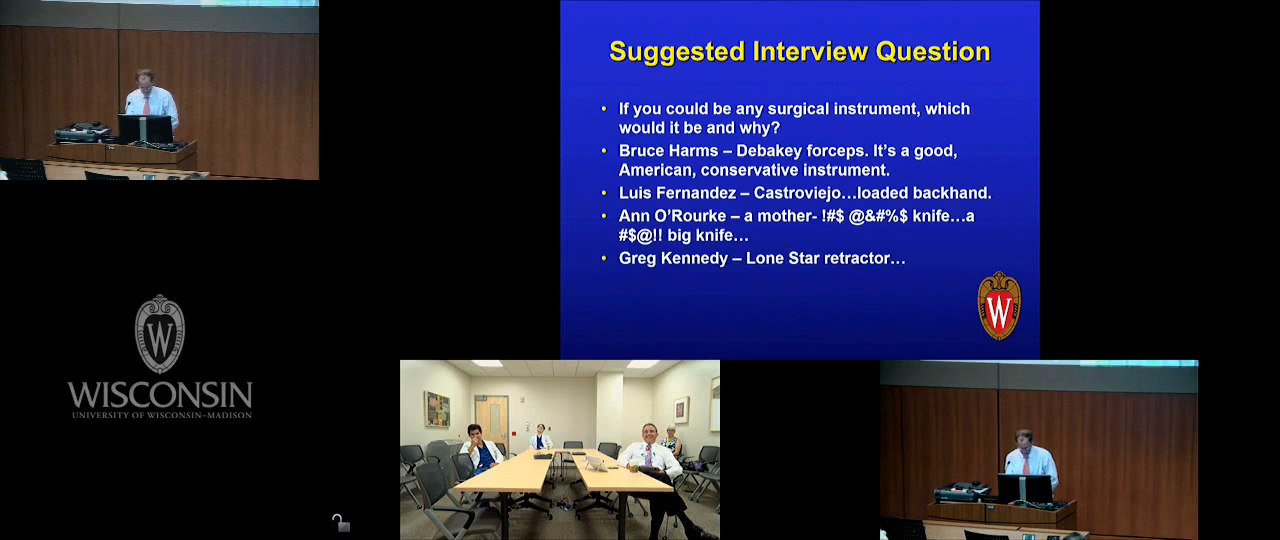 Suggested Interview Question
• If you could be any surgical instrument, which
would it be and why?
• Bruce Harms – Debakey forceps. It’s a good,
American, conservative instrument.
• Luis Fernandez – Castroviejo…loaded backhand.
• Ann O’Rourke – a mother- !#$ @&#%$ knife…a
#$@!! big knife…
• Greg Kennedy – Lone Star retractor…
W
W
WISCONSIN
UNIVERSITY OF WISCONSIN–MADISON